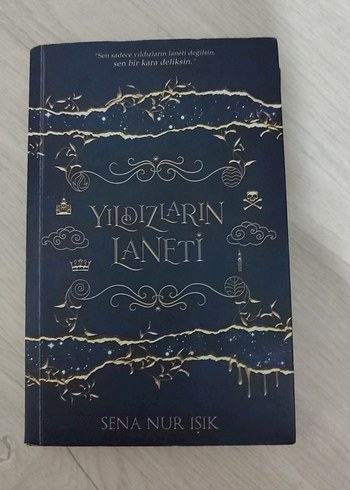 "Sen sadece yıldızların laneti değilsin,
sen bir kara deliksin."
YILDIZLARIN
LANETİ
SENA NUR IŞIK